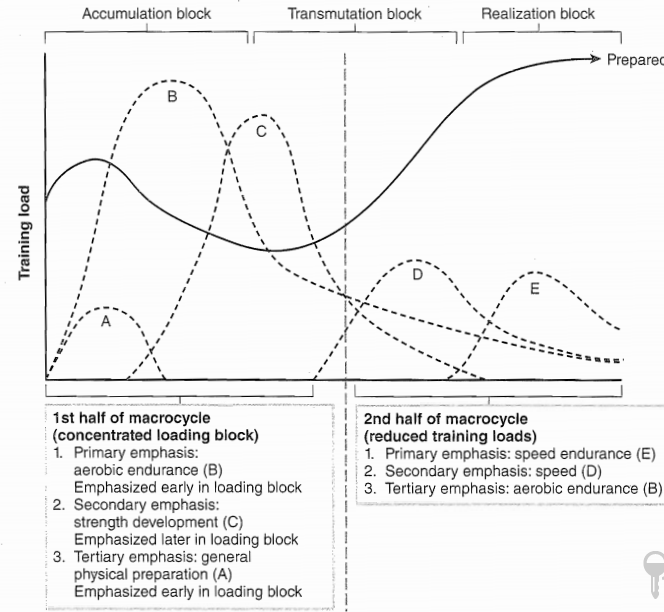 Accumulation block
Transmutation block
Realization block
Prepared
B
C
Training load
D
E
A
1st half of macrocycle
(concentrated loading block)
1. Primary emphasis:
aerobic endurance (B)
Emphasized early in loading block
2. Secondary emphasis:
strength development (C)
Emphasized later in loading block
3. Tertiary emphasis: general
physical preparation (A)
Emphasized early in loading block
2nd half of macrocycle
(reduced training loads)
1. Primary emphasis: speed endurance (E)
2. Secondary emphasis: speed (D)
3. Tertiary emphasis: aerobic endurance (B)